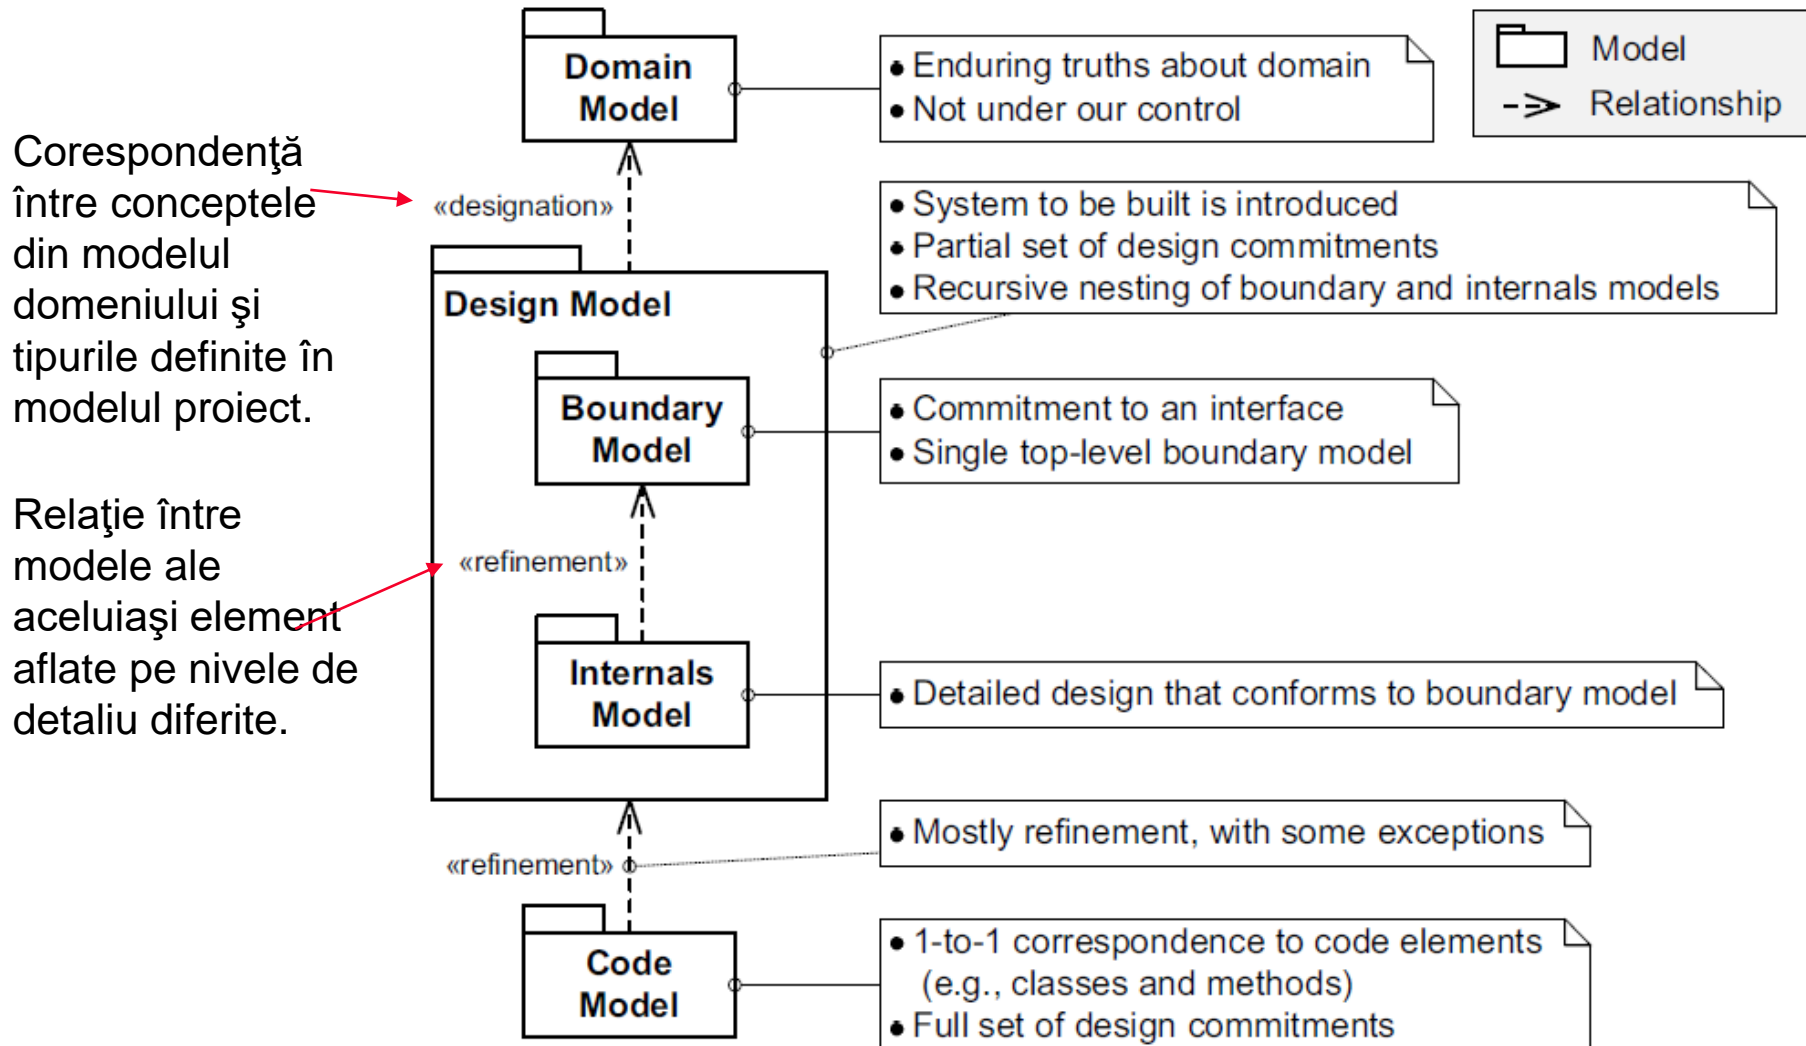 Domain
Model
• Enduring truths about domain
• Not under our control
Model
Relationship
Corespondenţă
între conceptele
din modelul
domeniului şi
tipurile definite în
modelul proiect.
«designation»
• System to be built is introduced
• Partial set of design commitments
• Recursive nesting of boundary and internals models
Design Model
Boundary
Model
• Commitment to an interface
• Single top-level boundary model
Relaţie între
modele ale
aceluiaşi element
aflate pe nivele de
detaliu diferite.
«refinement»
Internals
Model
• Detailed design that conforms to boundary model
«refinement»
• Mostly refinement, with some exceptions
Code
Model
• 1-to-1 correspondence to code elements
(e.g., classes and methods)
• Full set of design commitments